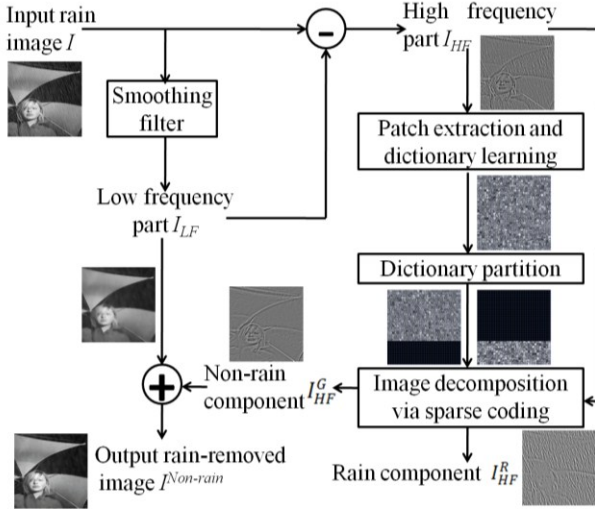 Input rain
image I
-
High frequency
part I_HF
Smoothing
filter
Patch extraction and
dictionary learning
Low frequency
part I_LF
Dictionary partition
+
Non-rain
component I_HF^G
Image decomposition
via sparse coding
Output rain-removed
image I^Non-rain
Rain component I_HF^R